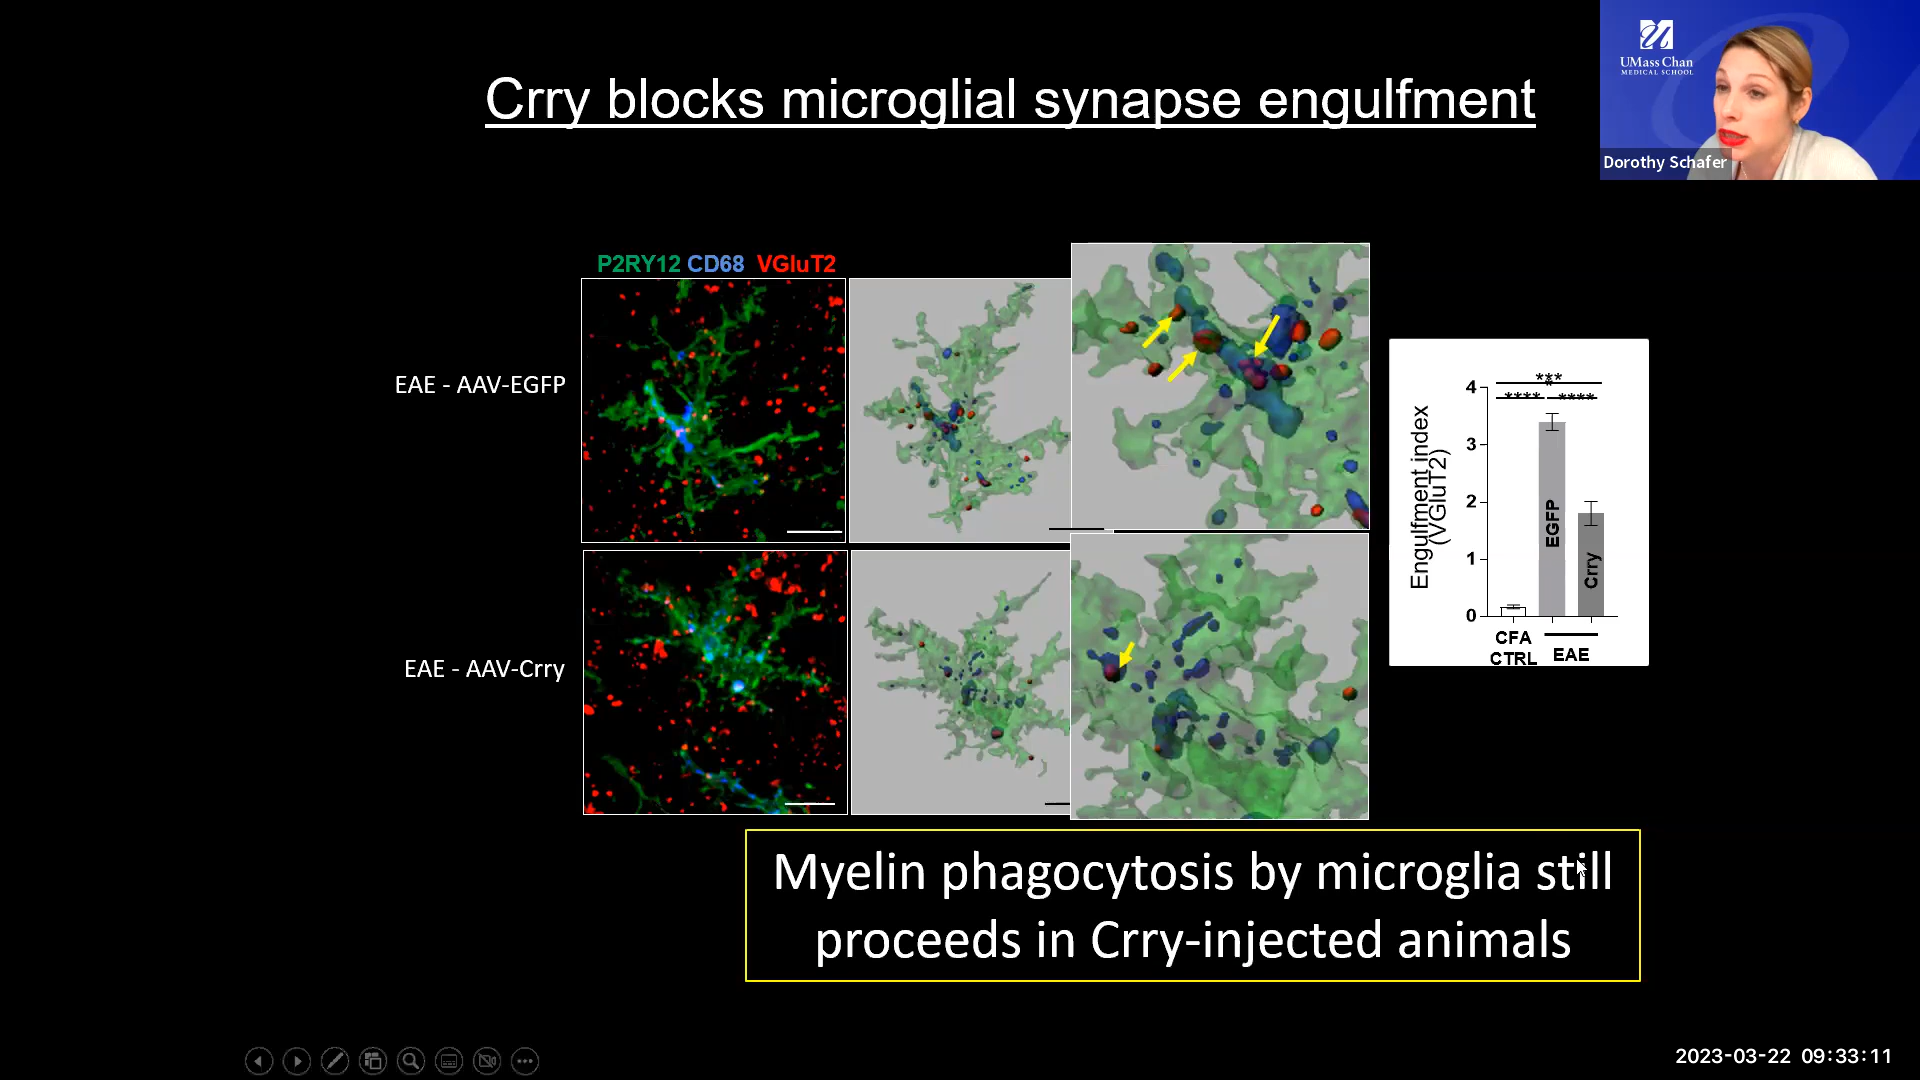 Crry blocks microglial synapse engulfment
UMass Chan
MEDICAL SCHOOL
Dorothy Schafer
P2RY12 CD68 VGluT2
EAE - AAV-EGFP
EAE - AAV-Crry
Engulfment index
(VGluT2)
4
3
2
1
0
****
**** ****
EGFP
Crry
CFA
CTRL
EAE
Myelin phagocytosis by microglia still
proceeds in Crry-injected animals
2023-03-22 09:33:11